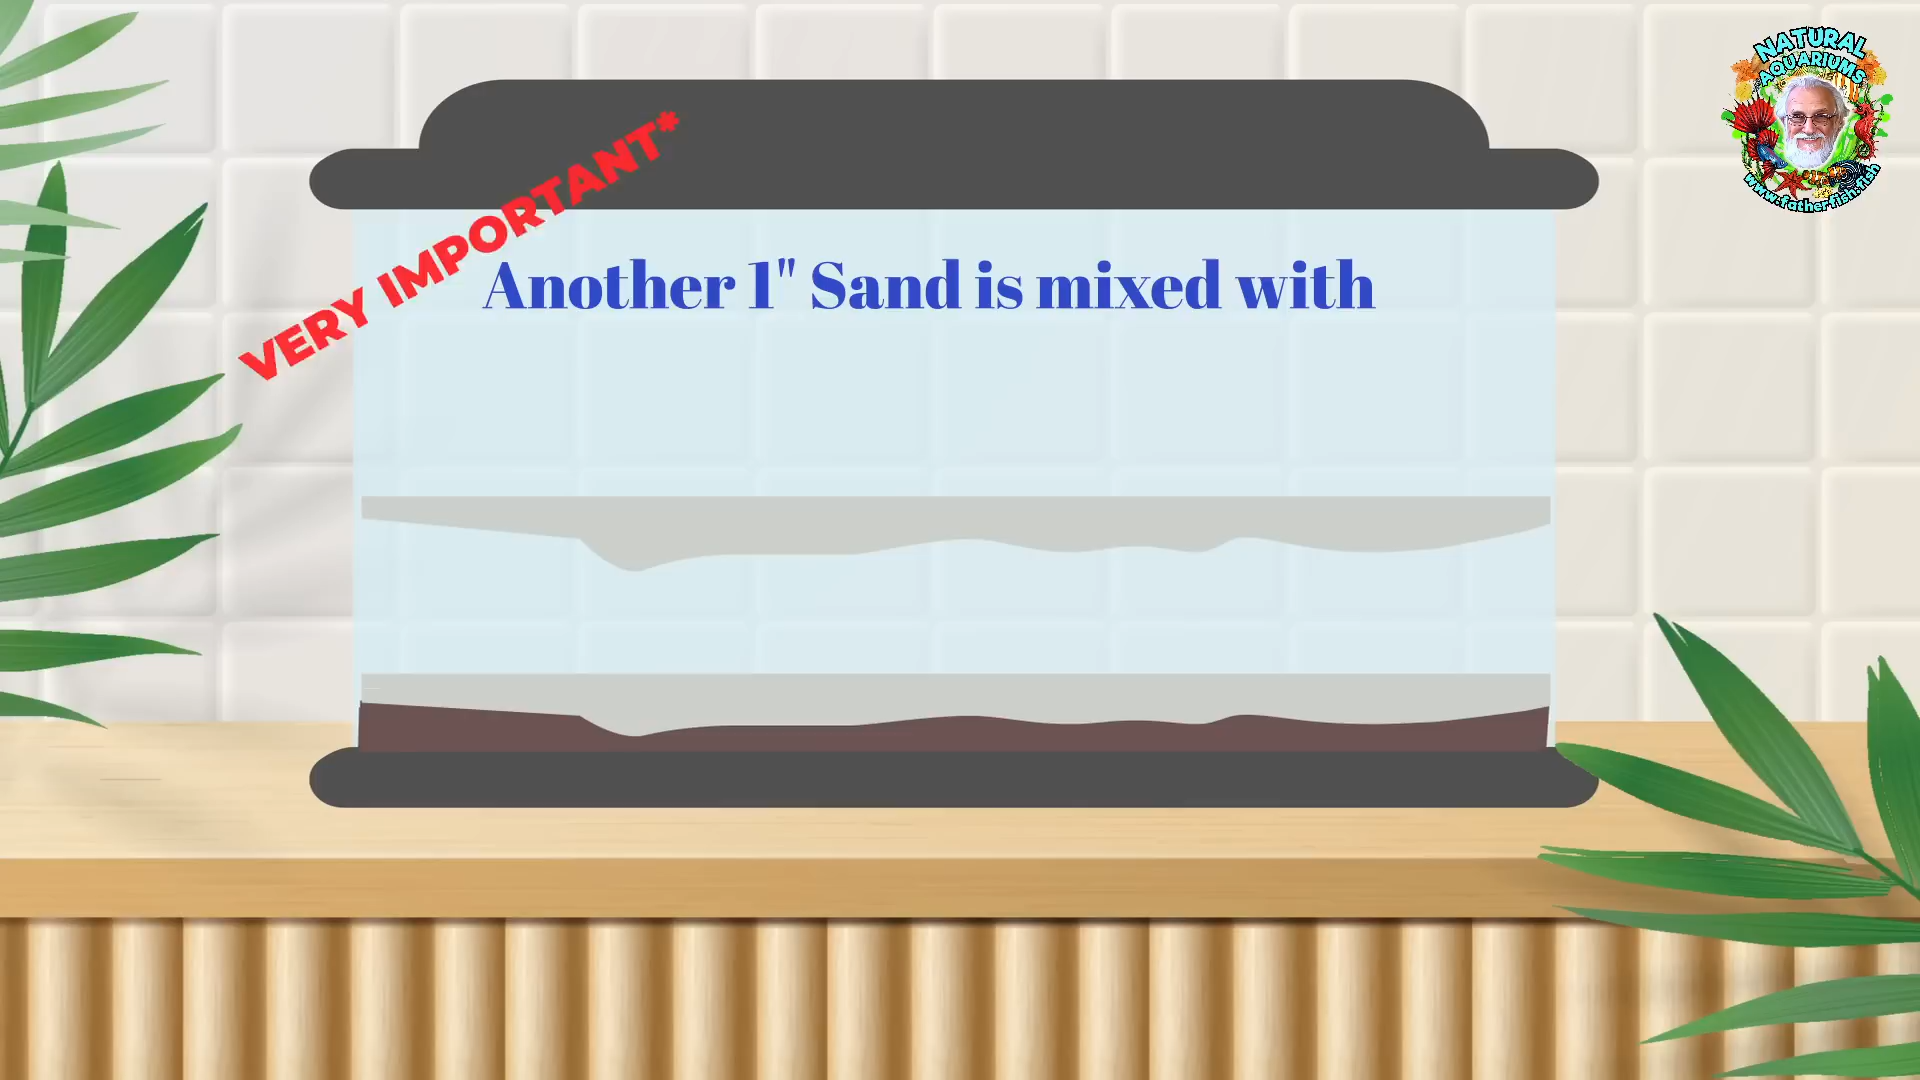 NATURAL
AQUARIUMS
www.fatherfish.fish
VERY IMPORTANT*
Another 1" Sand is mixed with